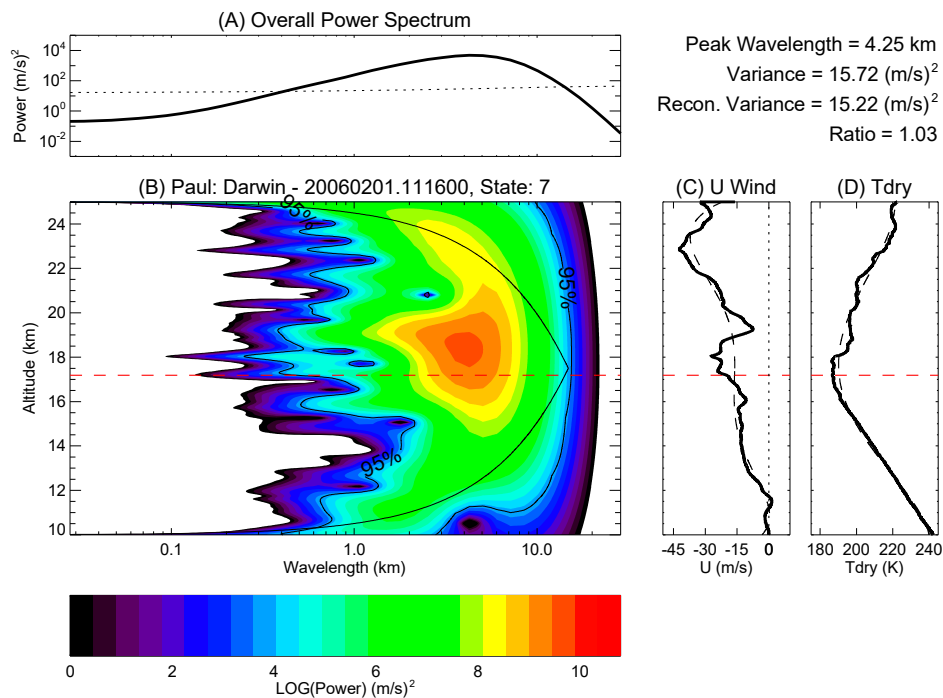 (A) Overall Power Spectrum
Power (m/s)²
10⁴
10²
10⁰
10⁻²
Peak Wavelength = 4.25 km
Variance = 15.72 (m/s)²
Recon. Variance = 15.22 (m/s)²
Ratio = 1.03
(B) Paul: Darwin - 20060201.111600, State: 7
Altitude (km)
24
22
20
18
16
14
12
10
95%
95%
95%
0.1 1.0 10.0
Wavelength (km)
(C) U Wind
-45 -30 -15 0
U (m/s)
(D) Tdry
180 200 220 240
Tdry (K)
0 2 4 6 8 10
LOG(Power) (m/s)²